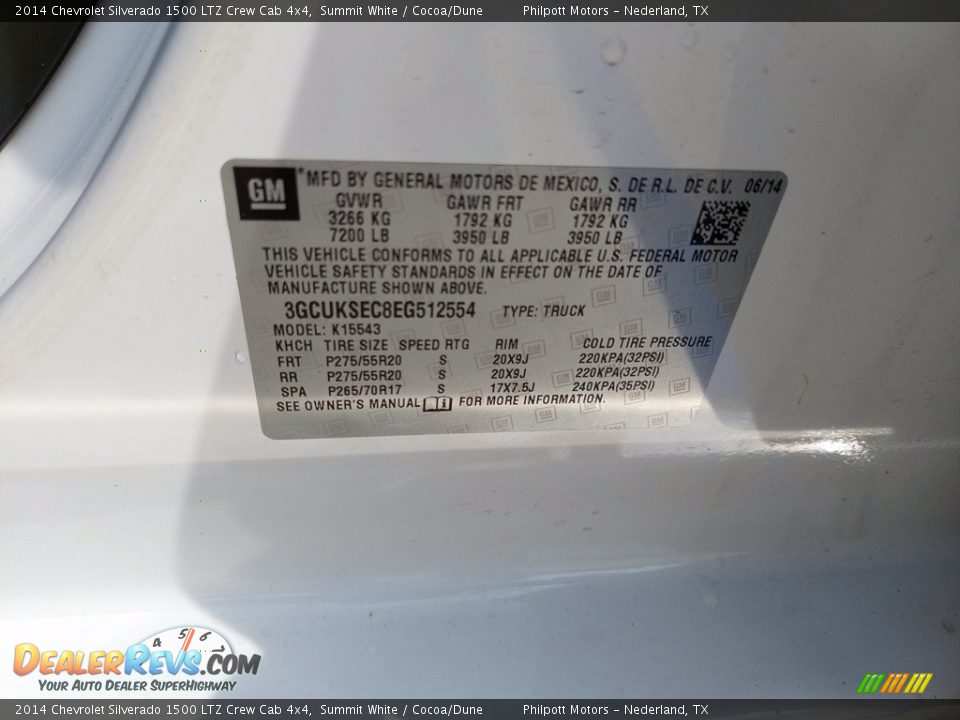 2014 Chevrolet Silverado 1500 LTZ Crew Cab 4x4, Summit White / Cocoa/Dune Philpott Motors – Nederland, TX
GM *MFD BY GENERAL MOTORS DE MEXICO, S. DE R.L. DE C.V. 06/14
GVWR GAWR FRT GAWR RR
3266 KG 1792 KG 1792 KG
7200 LB 3950 LB 3950 LB
THIS VEHICLE CONFORMS TO ALL APPLICABLE U.S. FEDERAL MOTOR
VEHICLE SAFETY STANDARDS IN EFFECT ON THE DATE OF
MANUFACTURE SHOWN ABOVE.
3GCUKSEC8EG512554 TYPE: TRUCK
MODEL: K15543
KHCH TIRE SIZE SPEED RTG RIM COLD TIRE PRESSURE
FRT P275/55R20 S 20X9J 220KPA(32PSI)
RR P275/55R20 S 20X9J 220KPA(32PSI)
SPA P265/70R17 S 17X7.5J 240KPA(35PSI)
SEE OWNER'S MANUAL FOR MORE INFORMATION.
4 5 6 7
DEALERREVS.COM
YOUR AUTO DEALER SUPERHIGHWAY
2014 Chevrolet Silverado 1500 LTZ Crew Cab 4x4, Summit White / Cocoa/Dune Philpott Motors – Nederland, TX